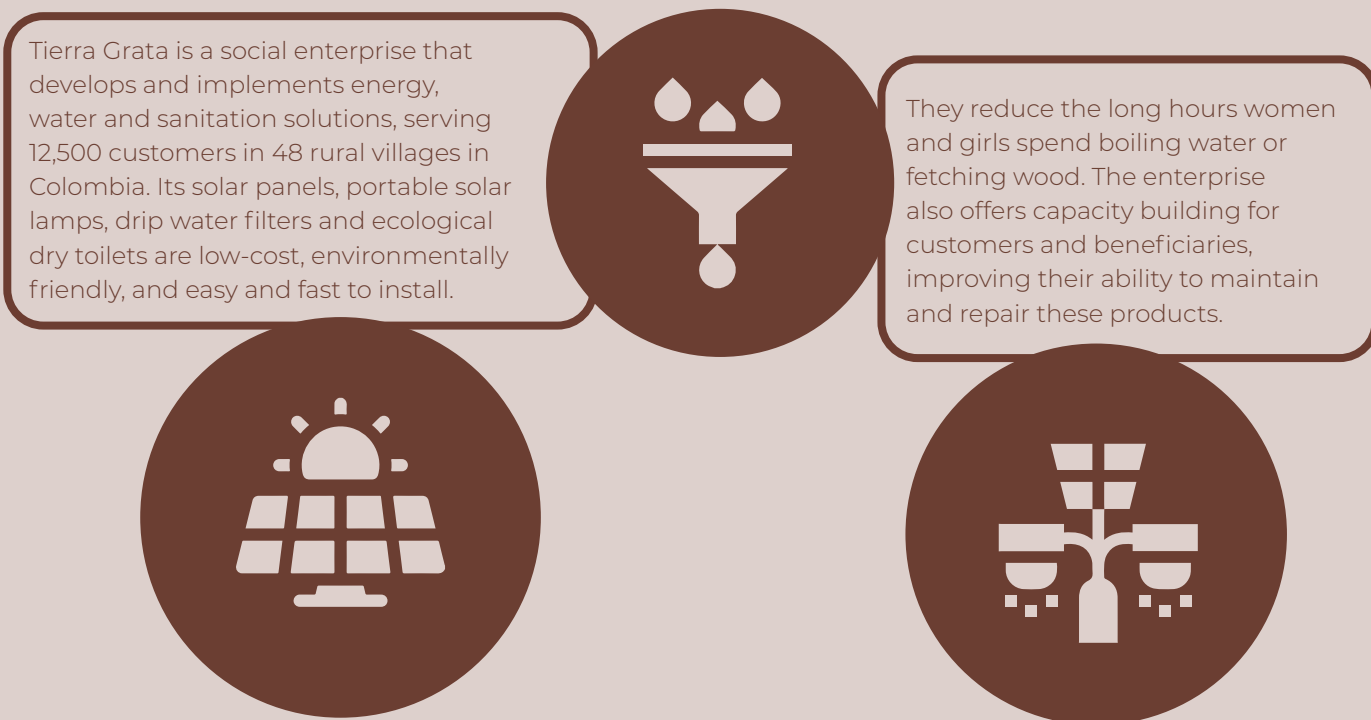 Tierra Grata is a social enterprise that
develops and implements energy,
water and sanitation solutions, serving
12,500 customers in 48 rural villages in
Colombia. Its solar panels, portable solar
lamps, drip water filters and ecological
dry toilets are low-cost, environmentally
friendly, and easy and fast to install.
They reduce the long hours women
and girls spend boiling water or
fetching wood. The enterprise
also offers capacity building for
customers and beneficiaries,
improving their ability to maintain
and repair these products.